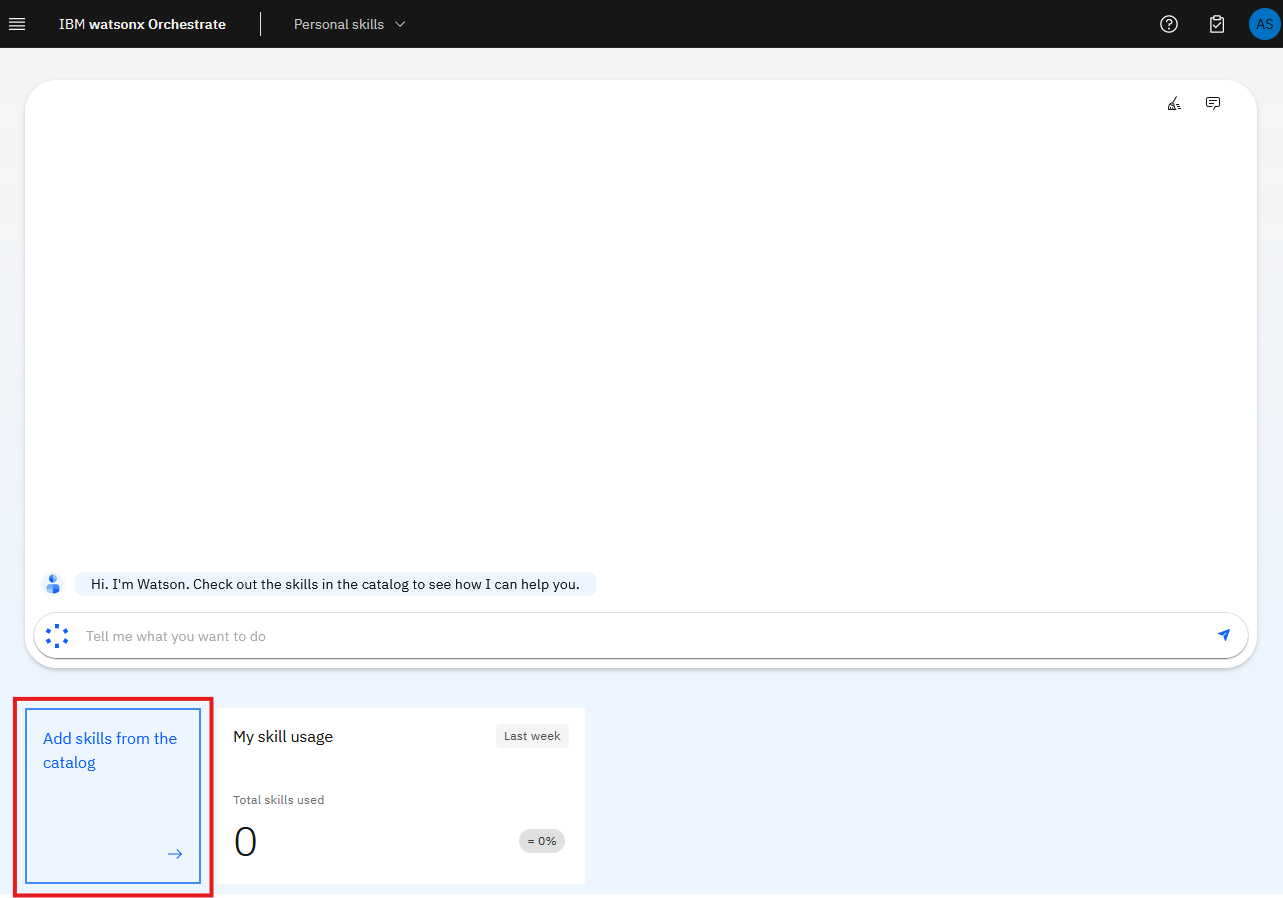 IBM watsonx Orchestrate
Personal skills
AS
Hi. I'm Watson. Check out the skills in the catalog to see how I can help you.
Tell me what you want to do
Add skills from the
catalog
My skill usage
Last week
Total skills used
0
= 0%